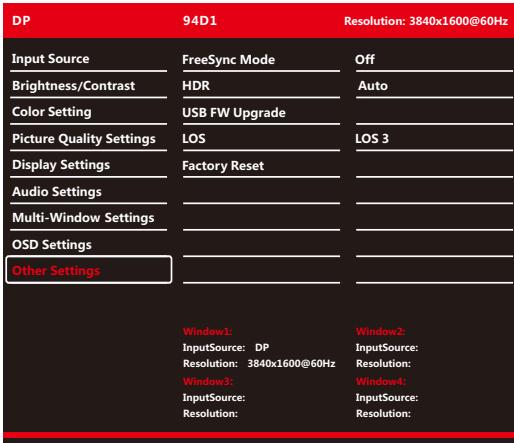 DP 94D1 Resolution: 3840x1600@60Hz
Input Source FreeSync Mode Off
Brightness/Contrast HDR Auto
Color Setting USB FW Upgrade
Picture Quality Settings LOS LOS 3
Display Settings Factory Reset
Audio Settings
Multi-Window Settings
OSD Settings
Other Settings
Window1: Window2:
InputSource: DP InputSource:
Resolution: 3840x1600@60Hz Resolution:
Window3: Window4:
InputSource: InputSource:
Resolution: Resolution: